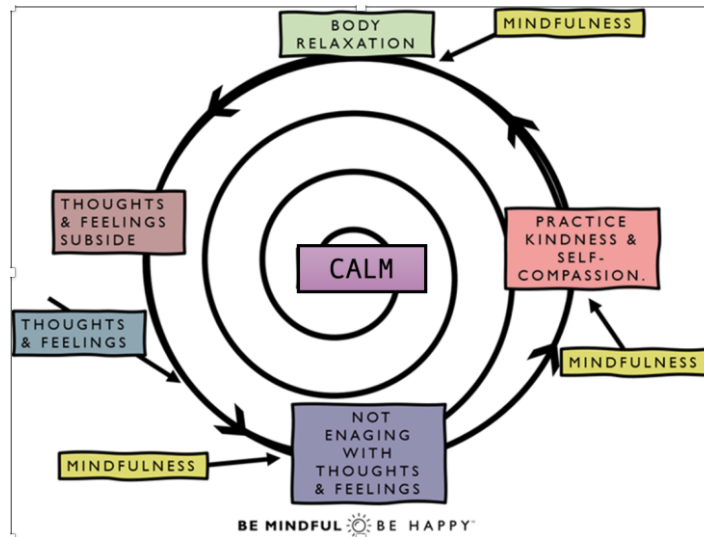 BODY
RELAXATION
MINDFULNESS
THOUGHTS
& FEELINGS
SUBSIDE
PRACTICE
KINDNESS &
SELF-
COMPASSION.
CALM
THOUGHTS
& FEELINGS
MINDFULNESS
NOT
ENAGING
WITH
THOUGHTS
& FEELINGS
MINDFULNESS
BE MINDFUL BE HAPPY™